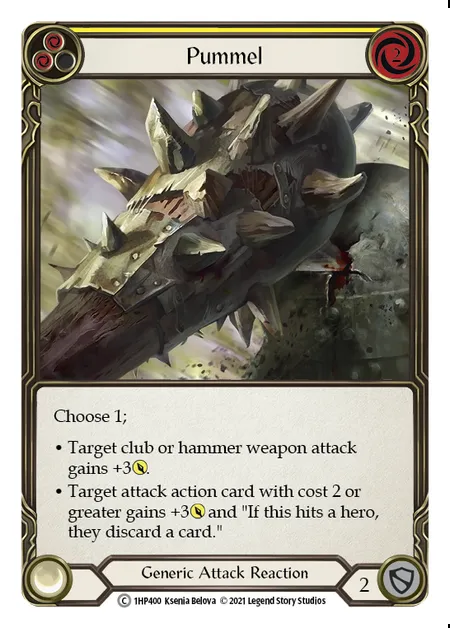 Pummel
2
Choose 1;
• Target club or hammer weapon attack
gains +3.
• Target attack action card with cost 2 or
greater gains +3 and "If this hits a hero,
they discard a card."
Generic Attack Reaction
2
C 1HP400 Ksenia Belova © 2021 Legend Story Studios